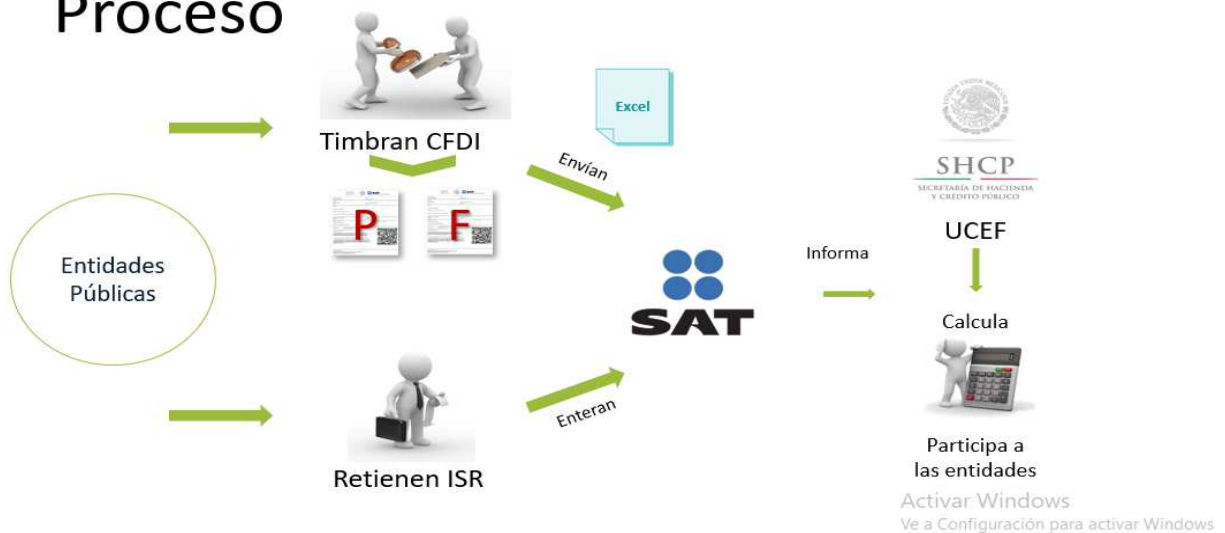 Proceso
Timbran CFDI
P
F
Entidades
Públicas
Retienen ISR
Excel
Envían
Enteran
SAT
Informa
SHCP
SECRETARÍA DE HACIENDA
Y CRÉDITO PÚBLICO
UCEF
Calcula
Participa a
las entidades
Activar Windows
Ve a Configuración para activar Windows